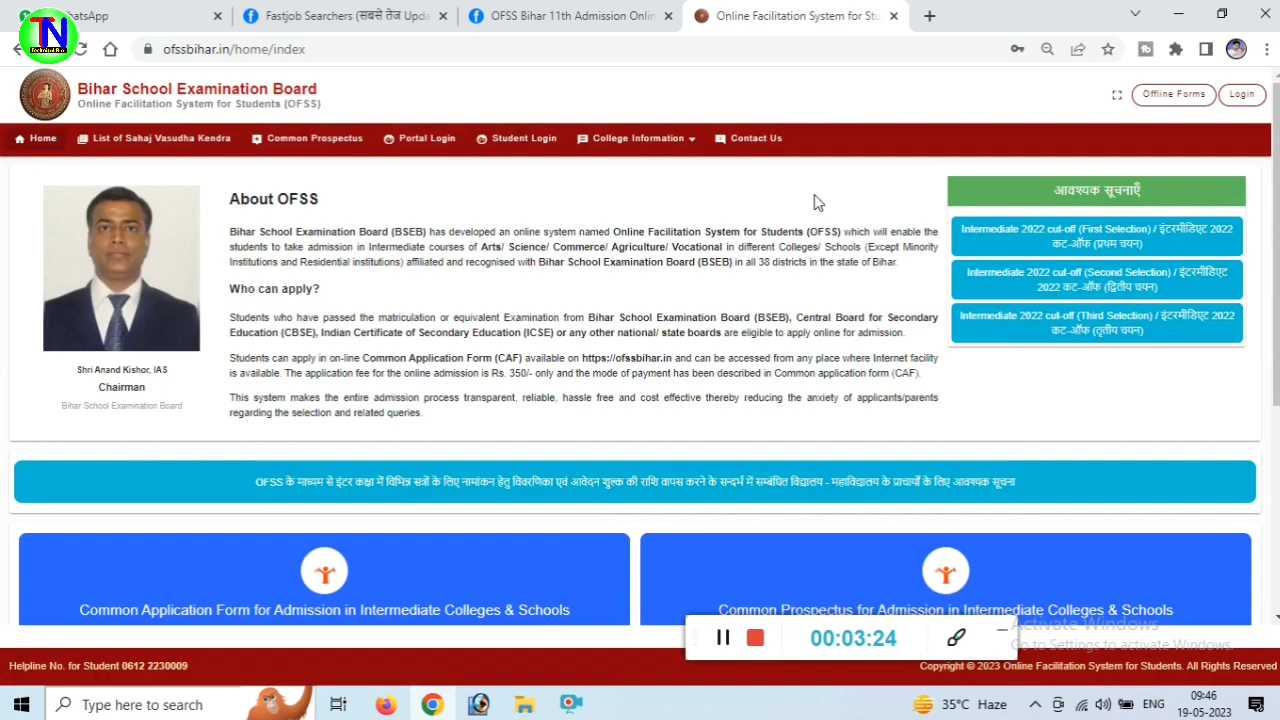 WhatsApp
Fastjob Searchers (सबसे तेज Upda
OFSS Bihar 11th Admission Onlin
Online Facilitation System for Stu
TN
ofssbihar.in/home/index
Bihar School Examination Board
Online Facilitation System for Students (OFSS)
Offline Forms
Login
Home
List of Sahaj Vasudha Kendra
Common Prospectus
Portal Login
Student Login
College Information
Contact Us
About OFSS
Bihar School Examination Board (BSEB) has developed an online system named Online Facilitation System for Students (OFSS) which will enable the
students to take admission in Intermediate courses of Arts/ Science/ Commerce/ Agriculture/ Vocational in different Colleges/ Schools (Except Minority
Institutions and Residential institutions) affiliated and recognised with Bihar School Examination Board (BSEB) in all 38 districts in the state of Bihar.
Who can apply?
Students who have passed the matriculation or equivalent Examination from Bihar School Examination Board (BSEB), Central Board for Secondary
Education (CBSE), Indian Certificate of Secondary Education (ICSE) or any other national/ state boards are eligible to apply online for admission.
Students can apply in on-line Common Application Form (CAF) available on https://ofssbihar.in and can be accessed from any place where Internet facility
is available. The application fee for the online admission is Rs. 350/- only and the mode of payment has been described in Common application form (CAF).
This system makes the entire admission process transparent, reliable, hassle free and cost effective thereby reducing the anxiety of applicants/parents
regarding the selection and related queries.
Shri Anand Kishor, IAS
Chairman
Bihar School Examination Board
आवश्यक सूचनाएँ
Intermediate 2022 cut-off (First Selection) / इंटरमीडिएट 2022
कट-ऑफ (प्रथम चयन)
Intermediate 2022 cut-off (Second Selection) / इंटरमीडिएट
2022 कट-ऑफ (द्वितीय चयन)
Intermediate 2022 cut-off (Third Selection) / इंटरमीडिएट 2022
कट-ऑफ (तृतीय चयन)
OFSS के माध्यम से इंटर कक्षा में विभिन्न सत्रों के लिए नामांकन हेतु विवरणिका एवं आवेदन शुल्क की राशि वापस करने के सन्दर्भ में सम्बंधित विद्यालय - महाविद्यालय के प्राचार्यों के लिए आवश्यक सूचना
Common Application Form for Admission in Intermediate Colleges & Schools
Common Prospectus for Admission in Intermediate Colleges & Schools
00:03:24
Activate Windows
Go to Settings to activate Windows.
Helpline No. for Student 0612 2230009
Copyright © 2023 Online Facilitation System for Students. All Rights Reserved
Type here to search
35°C Haze
ENG
09:46
19-05-2023